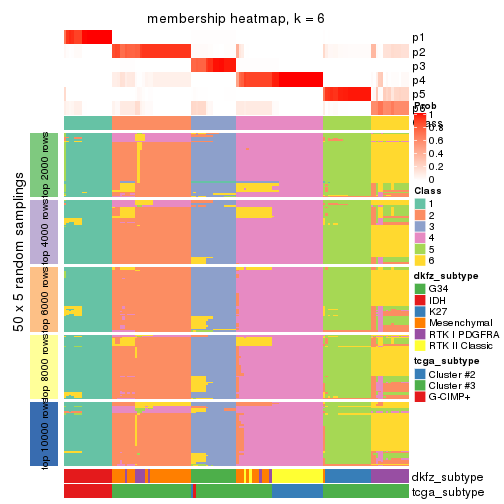 membership heatmap, k = 6
p1
p2
p3
p4
p5
p6
Class
50 x 5 random samplings
top 2000 rows
top 4000 rows
top 6000 rows
top 8000 rows
top 10000 rows
dkfz_subtype
tcga_subtype
Prob
1
0.8
0.6
0.4
0.2
0
Class
1
2
3
4
5
6
dkfz_subtype
G34
IDH
K27
Mesenchymal
RTK I PDGFRA
RTK II Classic
tcga_subtype
Cluster #2
Cluster #3
G-CIMP+